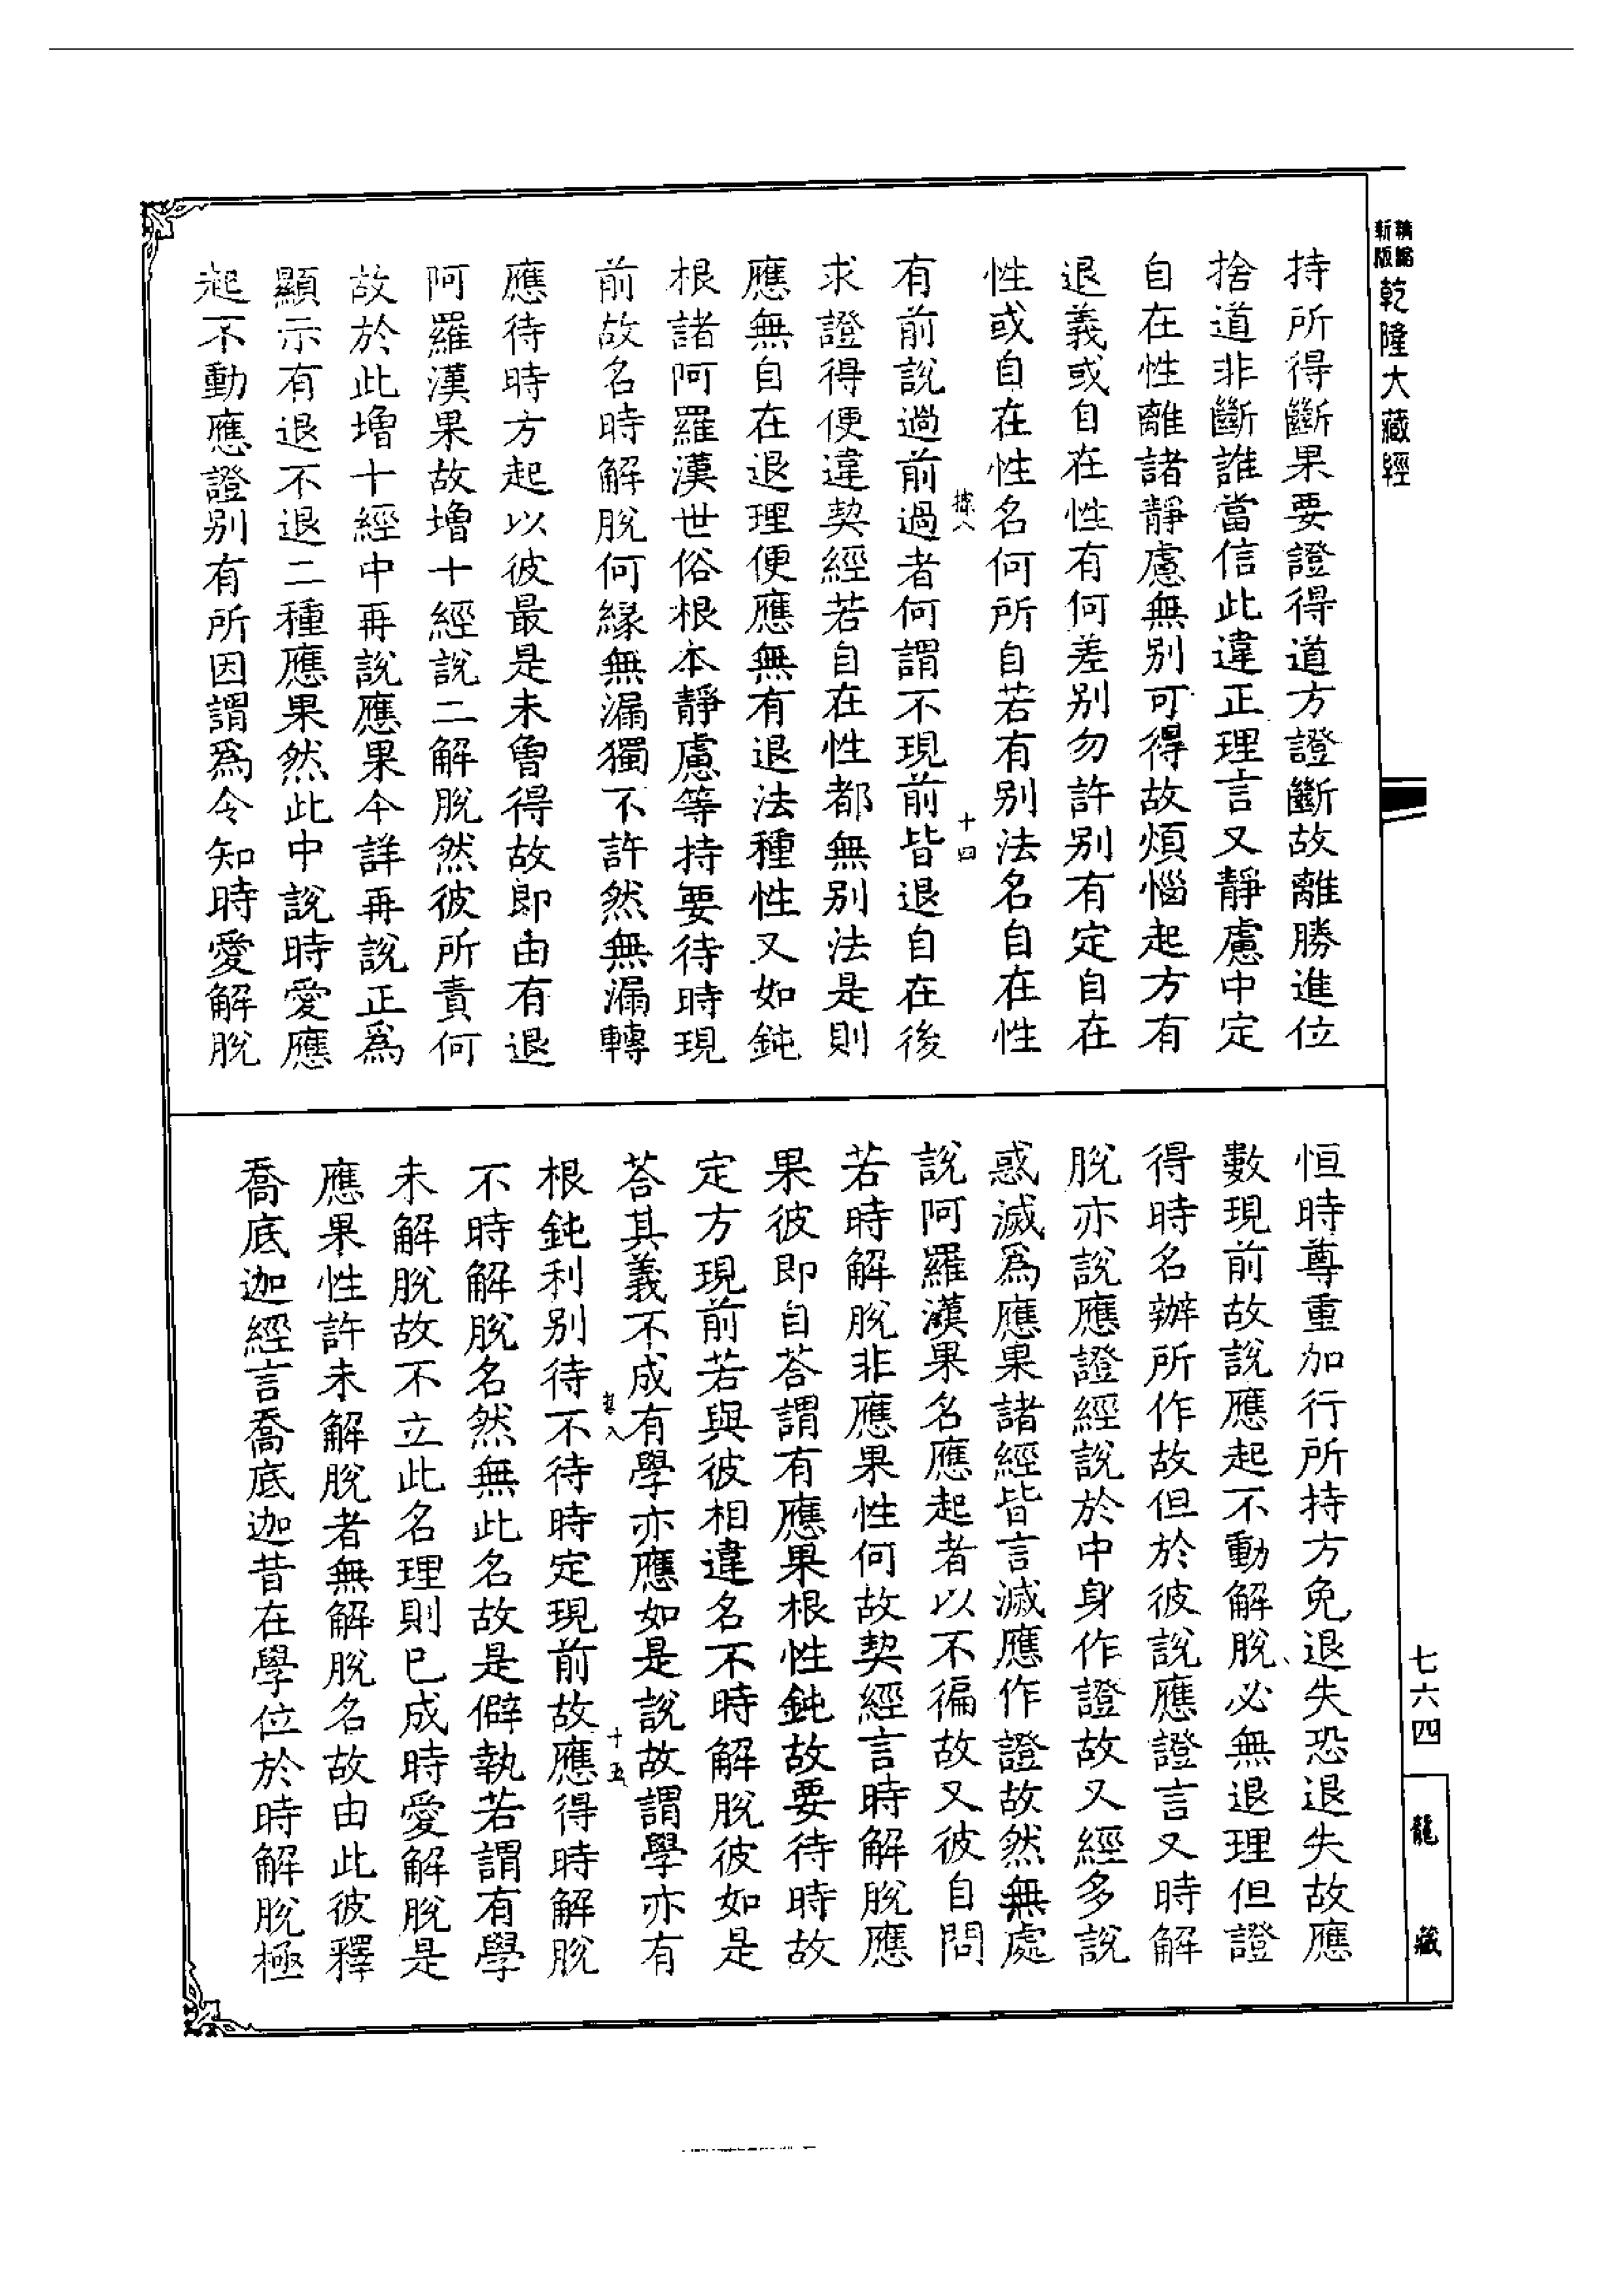 精縮新版乾隆大藏經
持所得斷果要證得道方證斷故離勝進位
捨道非斷誰當信此違正理言又靜慮中定
自在性離諸靜慮無别可得故煩惱起方有
退義或自在性有何差别勿許别有定自在
性或自在性名何所自若有别法名自在性
十四
有前說過前過者何謂不現前皆退自在後
求證得便違契經若自在性都無别法是則
應無自在退理便應無有退法種性又如鈍
根諸阿羅漢世俗根本靜慮等持要待時現
前故名時解脫何緣無漏獨不許然無漏轉
應待時方起以彼最是未曾得故即由有退
阿羅漢果故增十經說二解脫然彼所責何
故於此增十經中再說應果今詳再說正爲
顯示有退不退二種應果然此中說時愛應
起不動應證别有所因謂爲令知時愛解脫
恒時尊重加行所持方免退失恐退失故應
數現前故說應起不動解脫必無退理但證
得時名辦所作故但於彼說應證言又時解
脫亦說應證經說於中身作證故又經多說
惑滅爲應果諸經皆言滅應作證故然無處
說阿羅漢果名應起者以不徧故又彼自問
若時解脫非應果性何故契經言時解脫應
果彼即自荅謂有應果根性鈍故要待時故
定方現前若與彼相違名不時解脫彼如是
荅其義不成有學亦應如是說故謂學亦有
十五
根鈍利别待不待時定現前故應得時解脫
不時解脫名然無此名故是僻執若謂有學
未解脫故不立此名理則已成時愛解脫是
應果性許未解脫者無解脫名故由此彼釋
喬底迦經言喬底迦昔在學位於時解脫極
七六四
龍藏